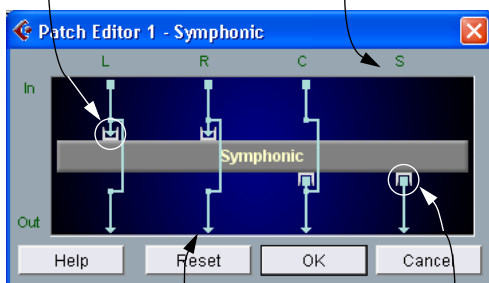 Patch Editor 1 - Symphonic
L R C S
In
Symphonic
Out
Help Reset OK Cancel